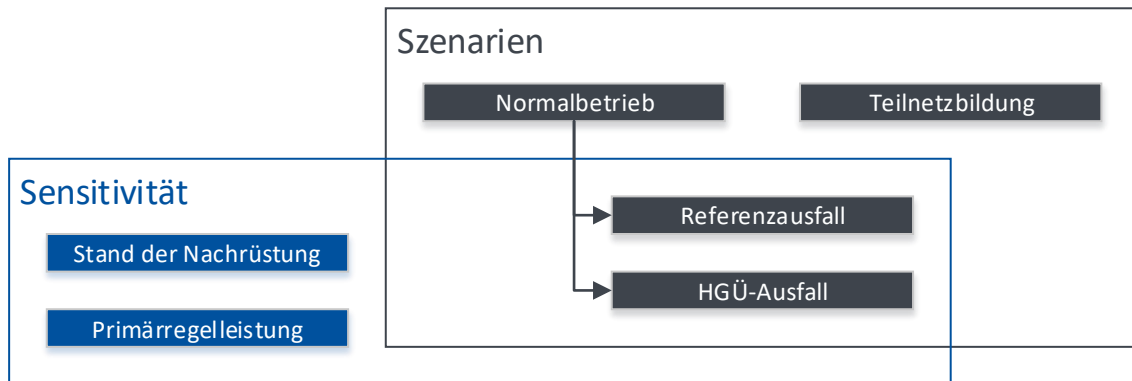 Szenarien
Normalbetrieb
Teilnetzbildung
Sensitivität
Referenzausfall
Stand der Nachrüstung
HGÜ-Ausfall
Primärregelleistung